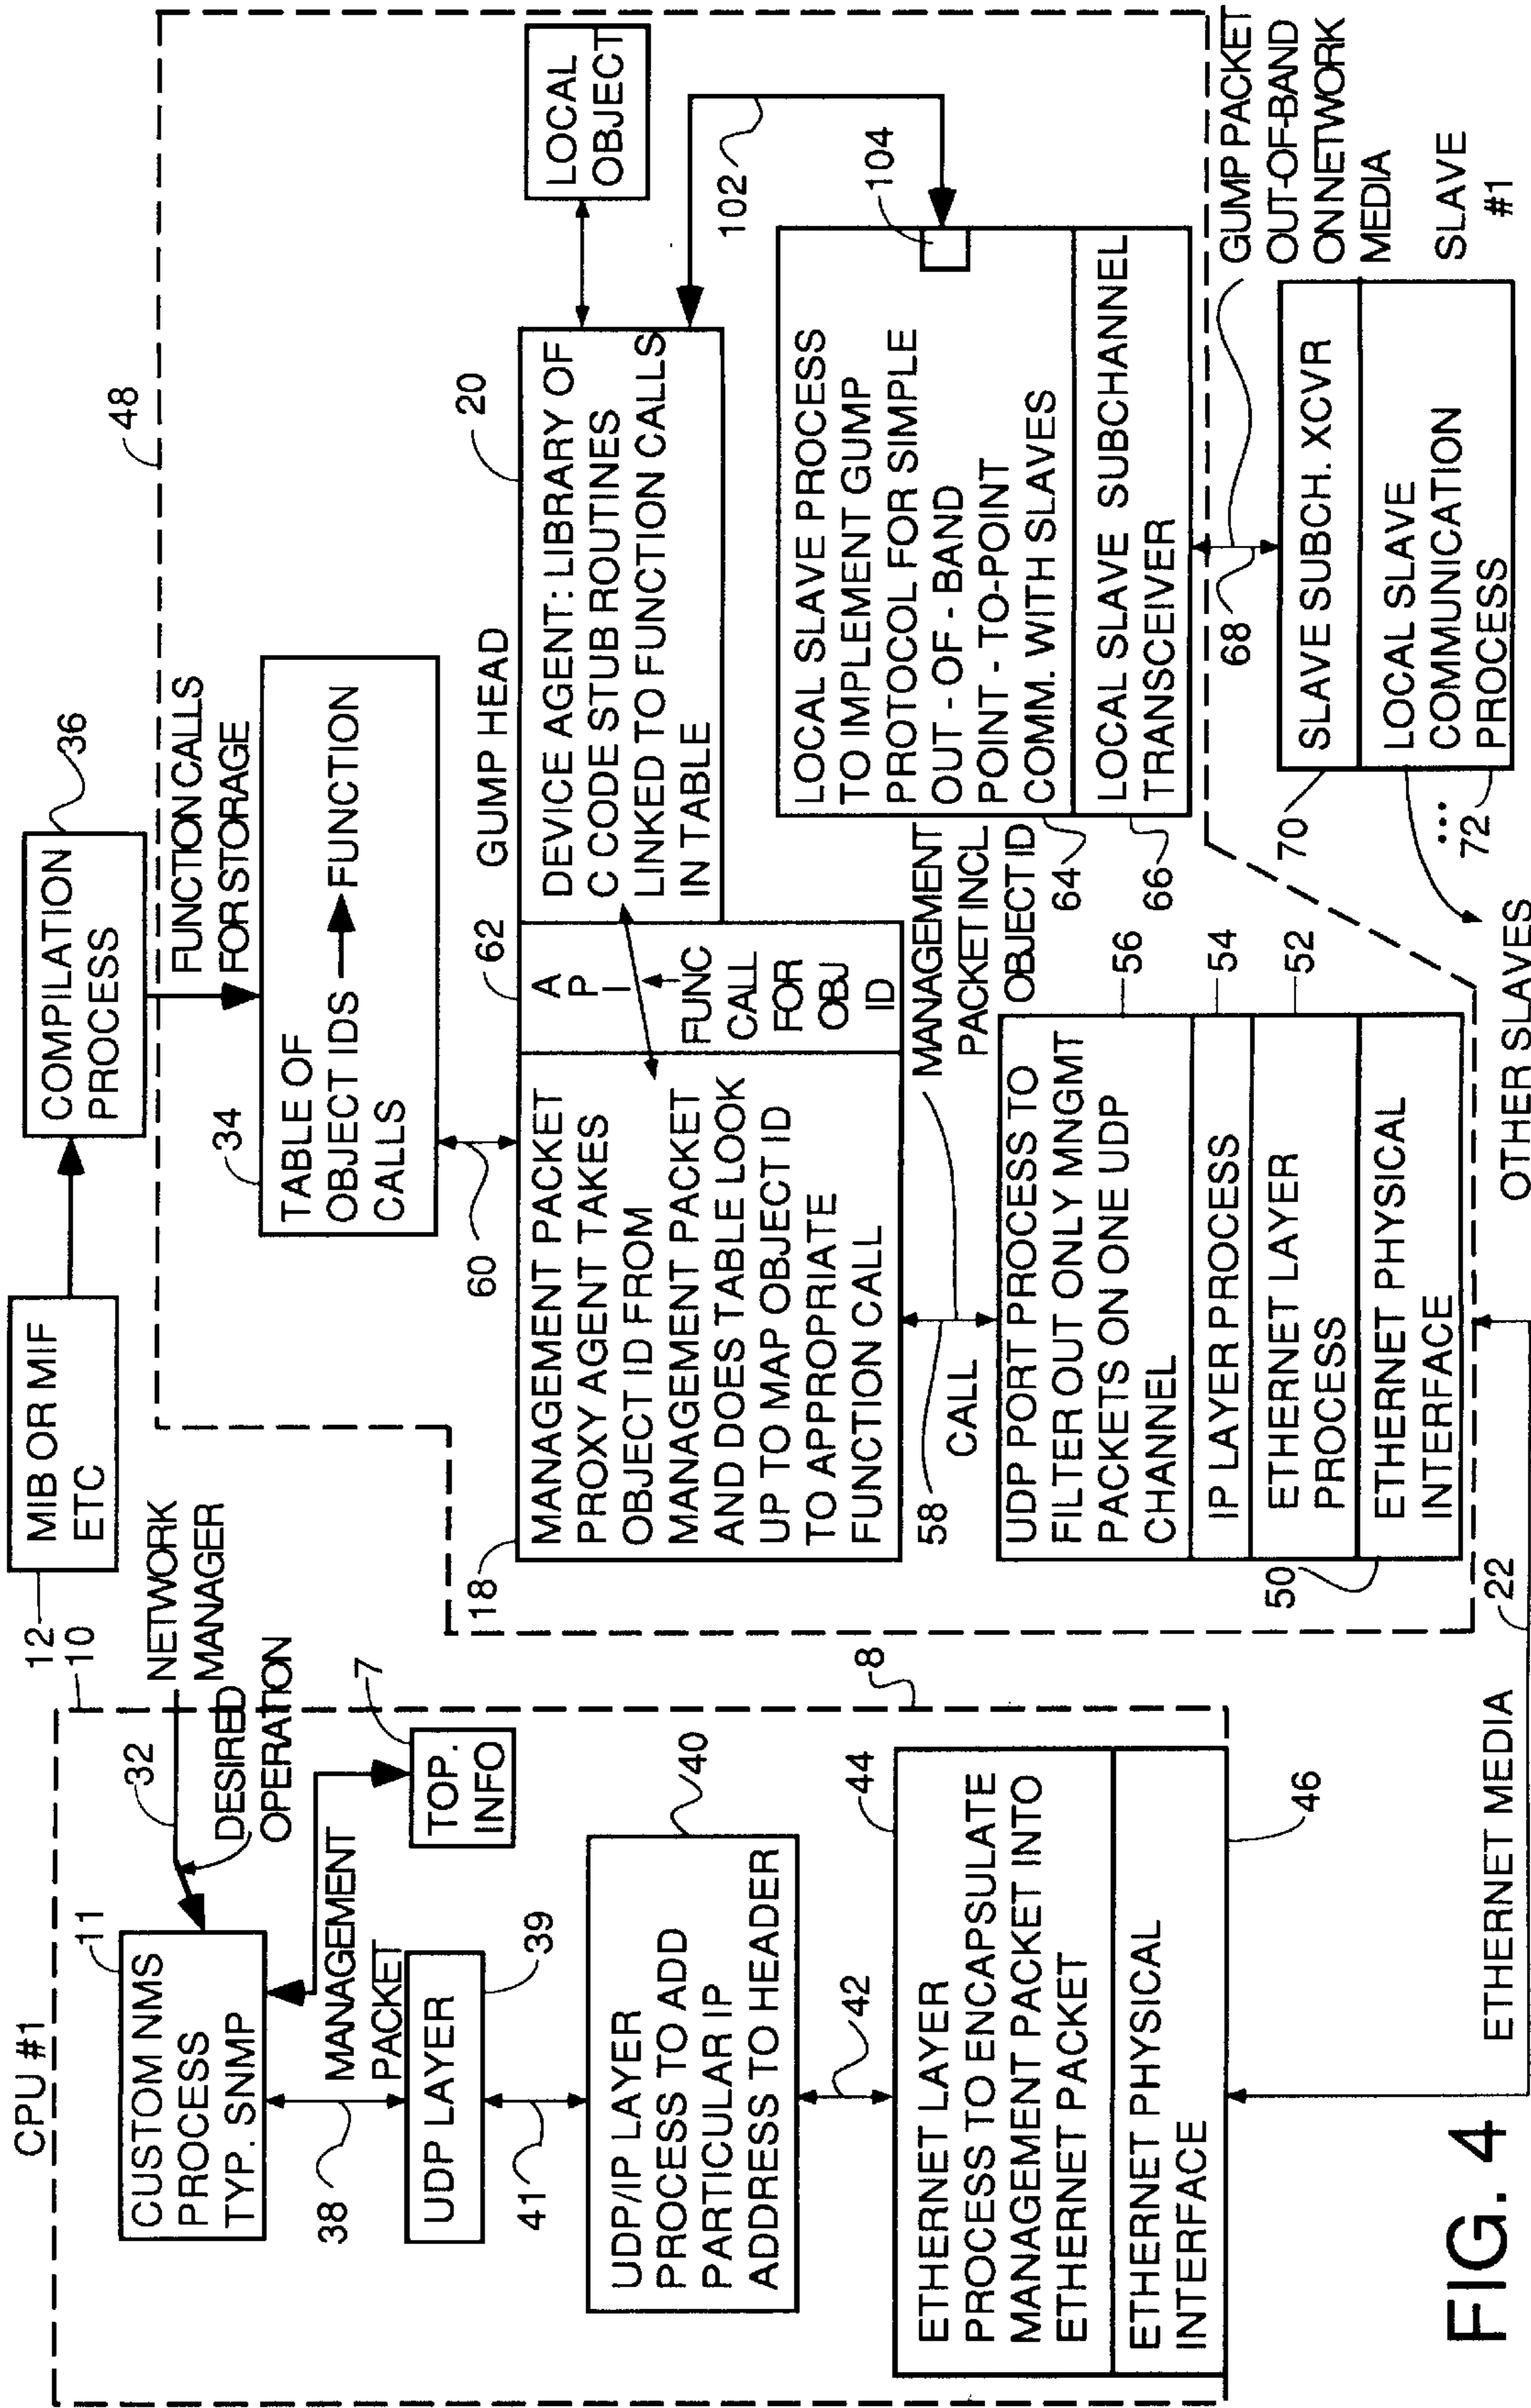 CPU #1
10
12
MIB OR MIF
ETC
COMPILATION
PROCESS
36
FUNCTION CALLS
FOR STORAGE
48
NETWORK
MANAGER
32
DESIRED
OPERATION
11
CUSTOM NMS
PROCESS
TYP. SNMP
7
TOP.
INFO
MANAGEMENT
PACKET
38
UDP LAYER
39
41
UDP/IP LAYER
PROCESS TO ADD
PARTICULAR IP
ADDRESS TO HEADER
40
42
8
44
ETHERNET LAYER
PROCESS TO ENCAPSULATE
MANAGEMENT PACKET INTO
ETHERNET PACKET
ETHERNET PHYSICAL
INTERFACE
46
34
TABLE OF
OBJECT IDS
FUNCTION
CALLS
60
GUMP HEAD
18
MANAGEMENT PACKET
PROXY AGENT TAKES
OBJECT ID FROM
MANAGEMENT PACKET
AND DOES TABLE LOOK
UP TO MAP OBJECT ID
TO APPROPRIATE
FUNCTION CALL
62
A
P
I
FUNC
CALL
FOR
OBJ
ID
20
DEVICE AGENT: LIBRARY OF
C CODE STUB ROUTINES
LINKED TO FUNCTION CALLS
IN TABLE
LOCAL
OBJECT
102
104
LOCAL SLAVE PROCESS
TO IMPLEMENT GUMP
PROTOCOL FOR SIMPLE
OUT - OF - BAND
POINT - TO-POINT
COMM. WITH SLAVES
64
LOCAL SLAVE SUBCHANNEL
TRANSCEIVER
66
58
CALL
MANAGEMENT
PACKET INCL
OBJECT ID
UDP PORT PROCESS TO
FILTER OUT ONLY MNGMT
PACKETS ON ONE UDP
CHANNEL
56
IP LAYER PROCESS
54
ETHERNET LAYER
PROCESS
52
ETHERNET PHYSICAL
INTERFACE
50
68
GUMP PACKET
OUT-OF-BAND
ON NETWORK
MEDIA
SLAVE
#1
70
SLAVE SUBCH. XCVR
LOCAL SLAVE
COMMUNICATION
PROCESS
72
...
OTHER SLAVES
22
ETHERNET MEDIA
FIG. 4